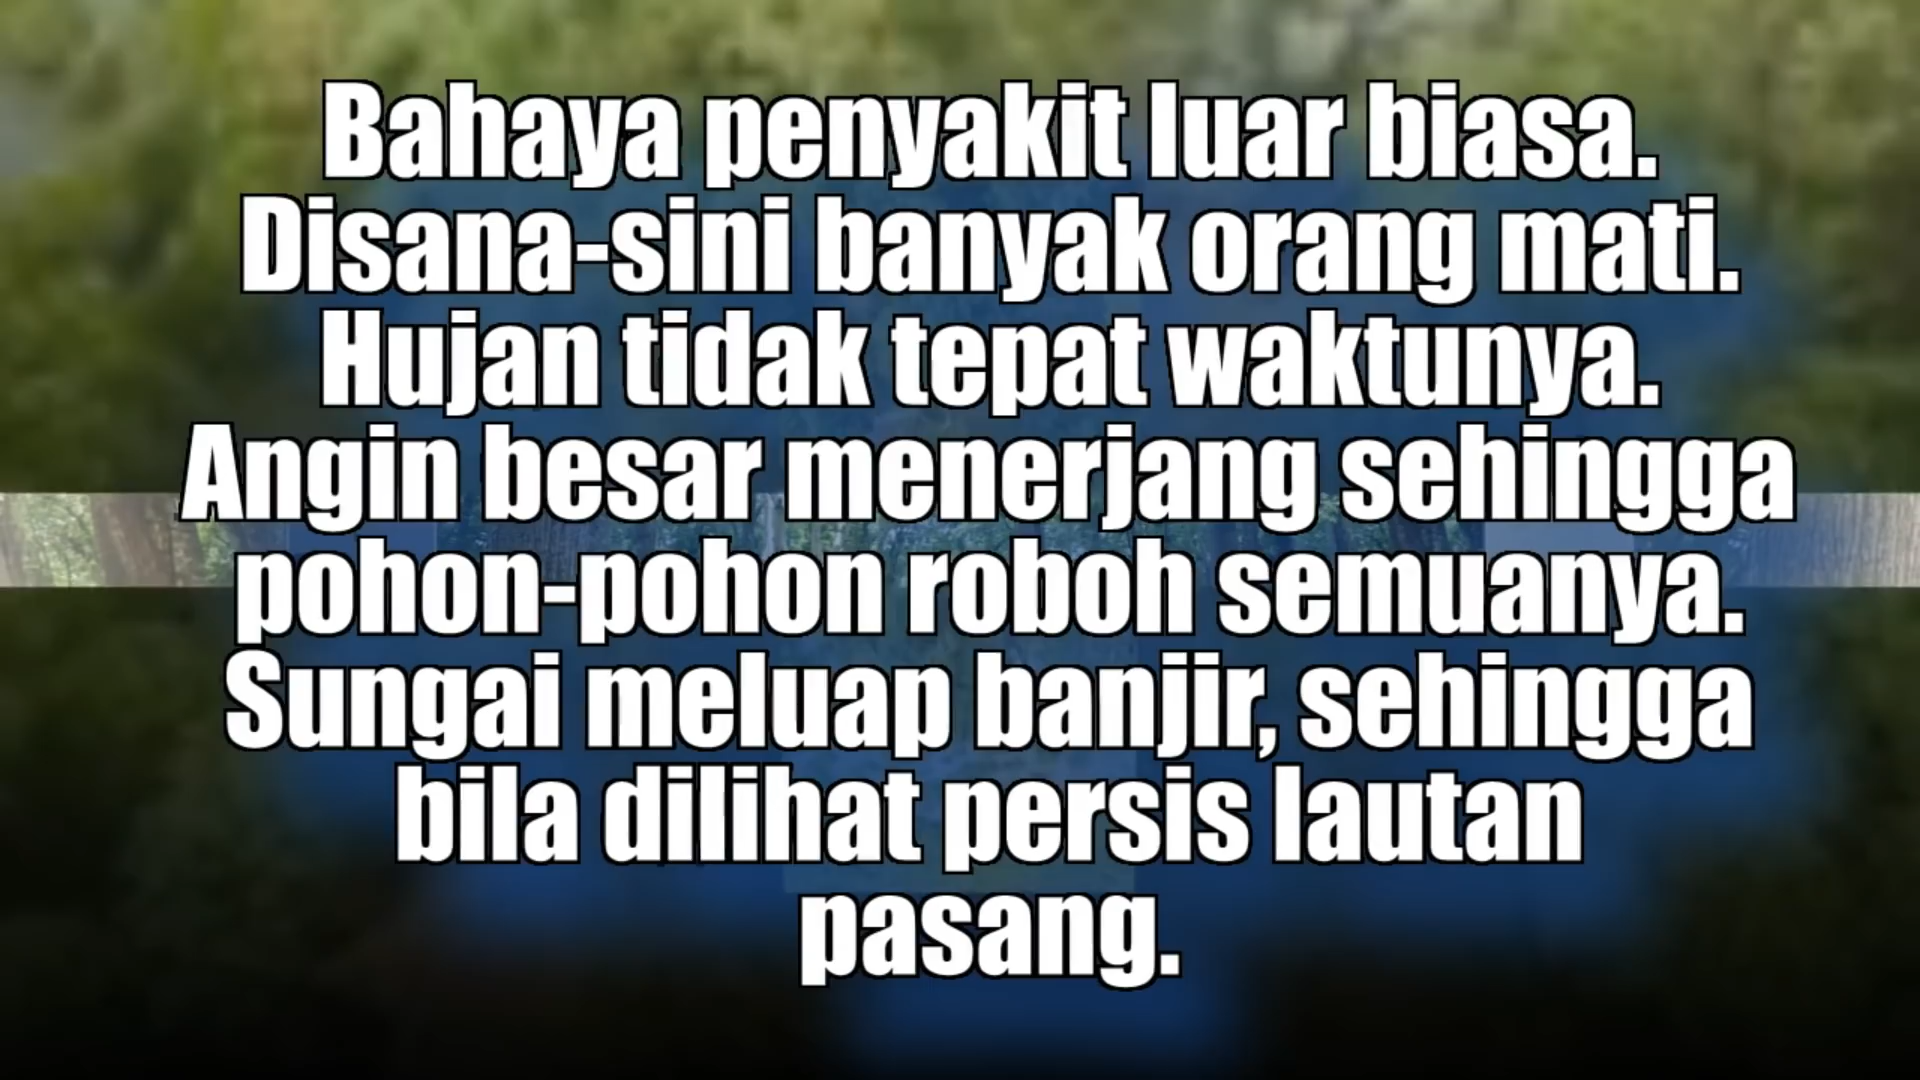 Bahaya penyakit luar biasa.
Disana-sini banyak orang mati.
Hujan tidak tepat waktunya.
Angin besar menerjang sehingga
pohon-pohon roboh semuanya.
Sungai meluap banjir, sehingga
bila dilihat persis lautan
pasang.